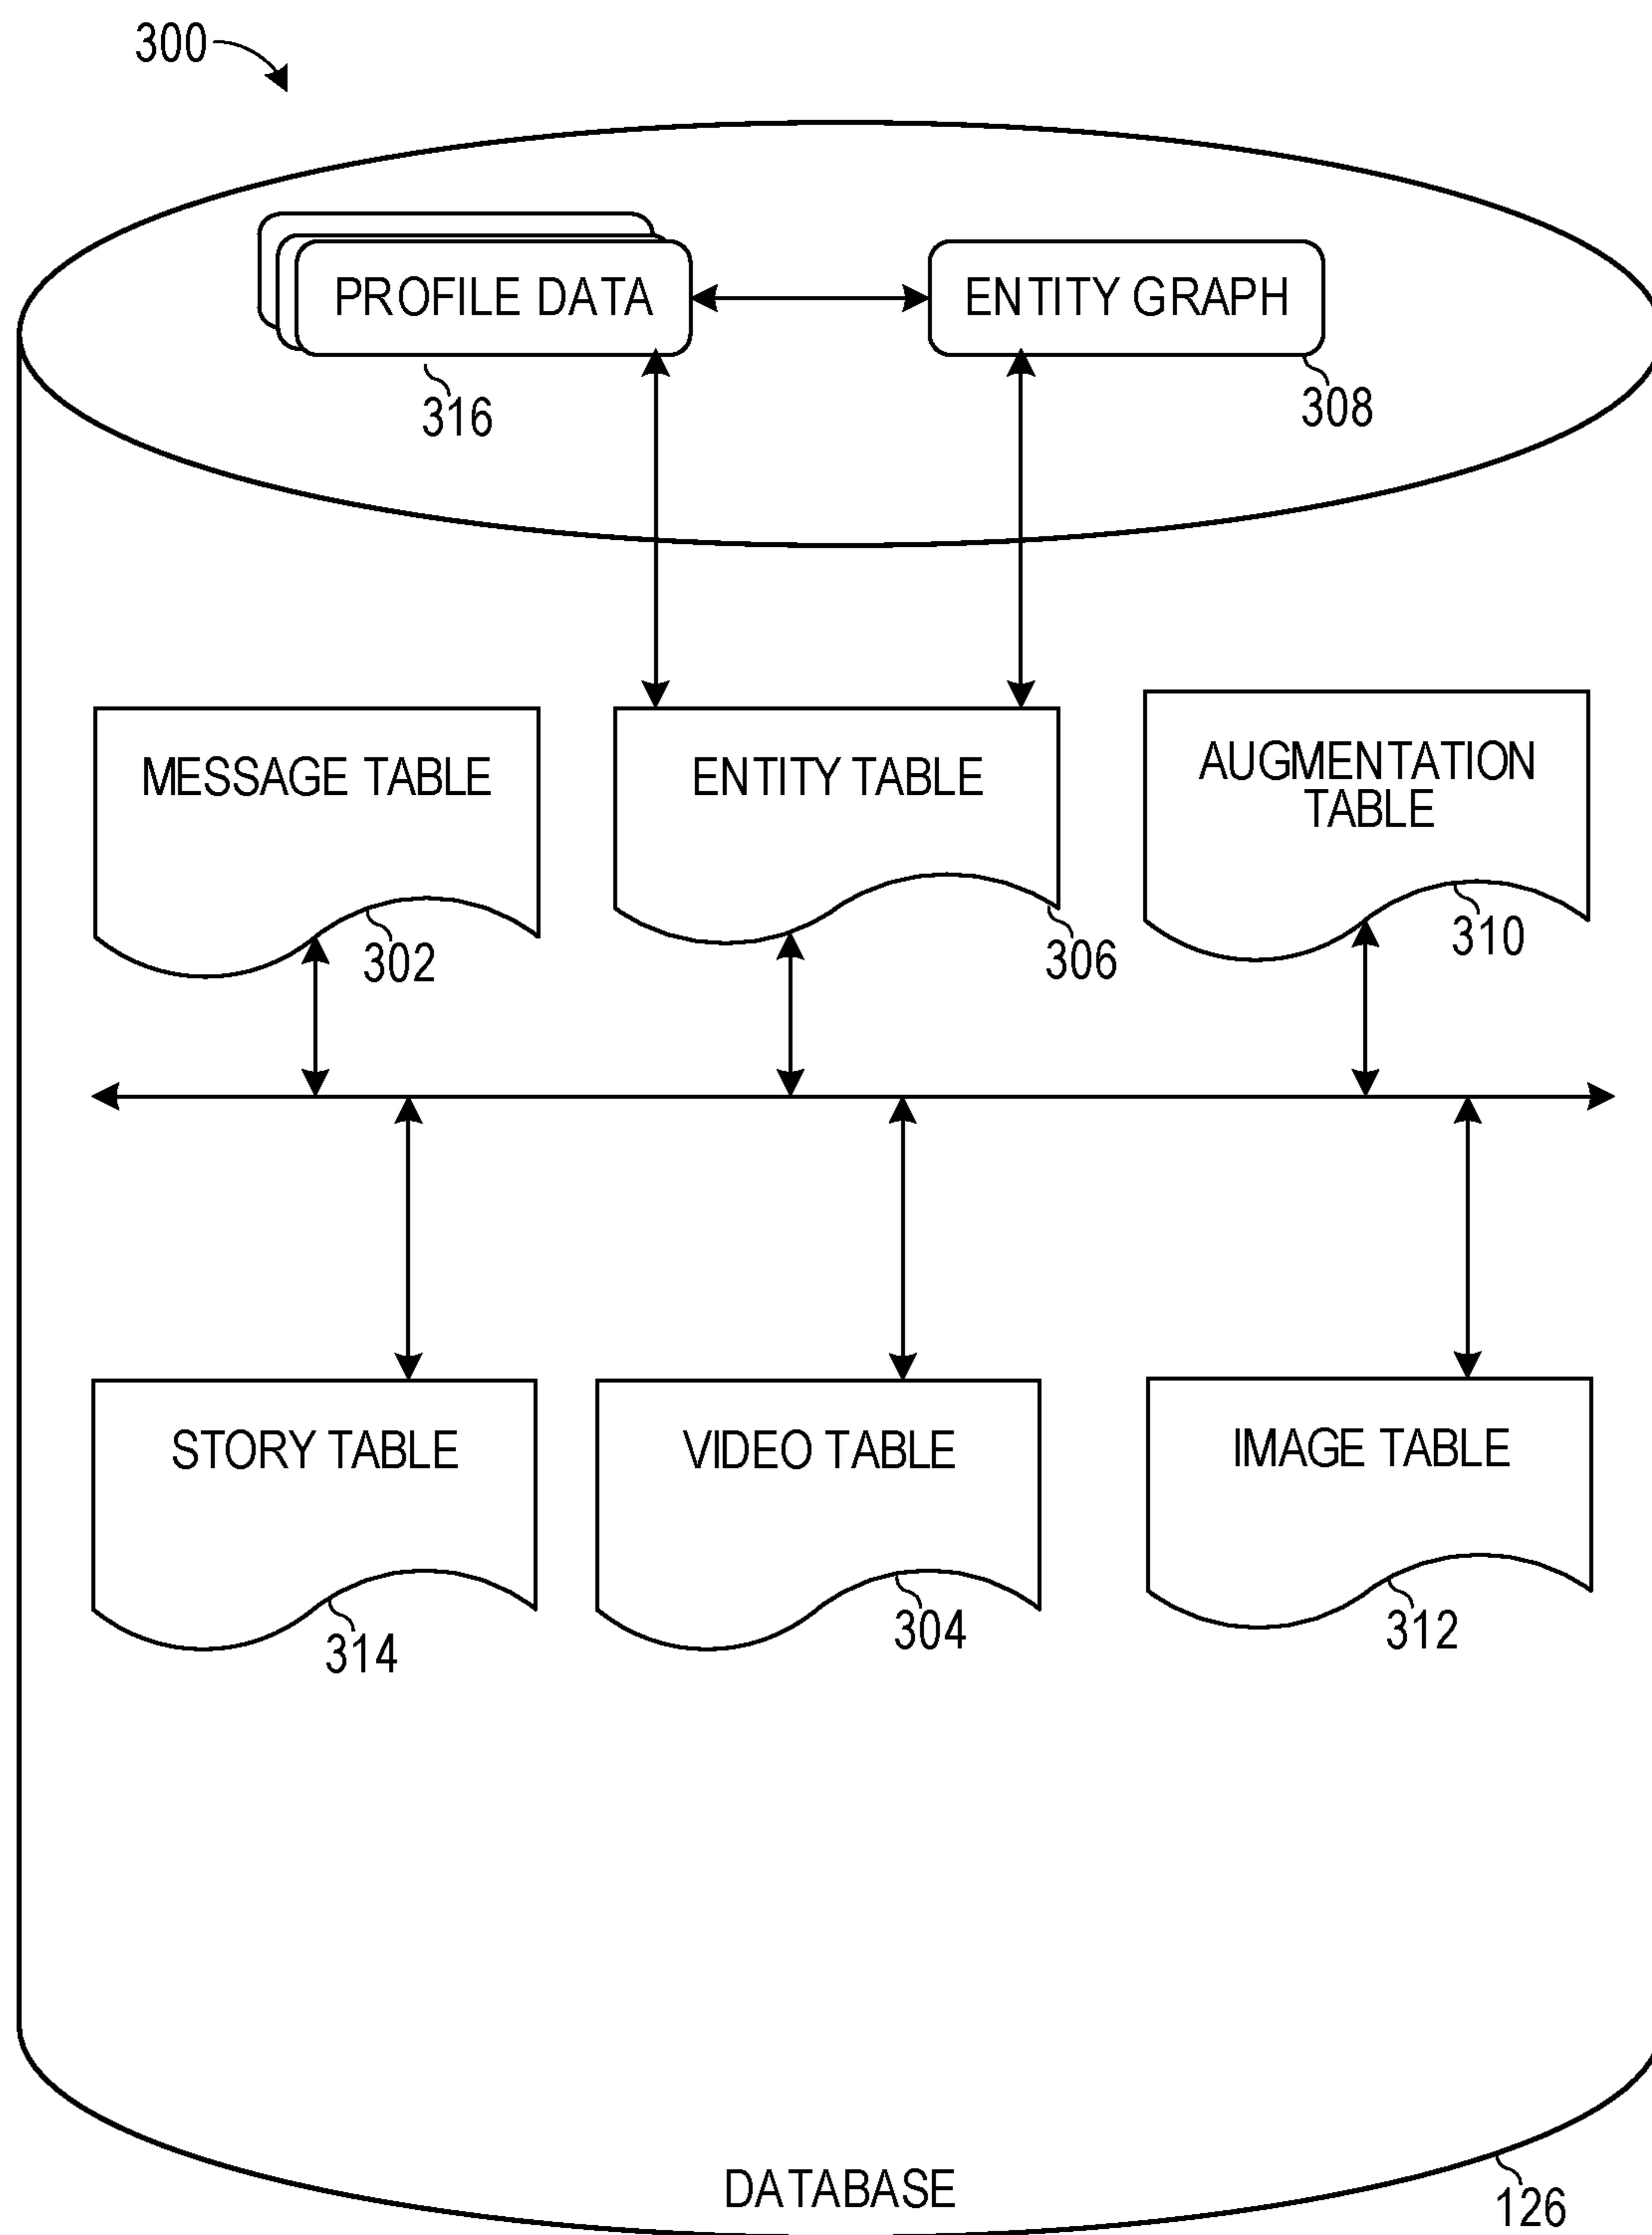 300
PROFILE DATA
ENTITY GRAPH
316
308
MESSAGE TABLE
ENTITY TABLE
AUGMENTATION
TABLE
302
306
310
STORY TABLE
VIDEO TABLE
IMAGE TABLE
314
304
312
DATABASE
126